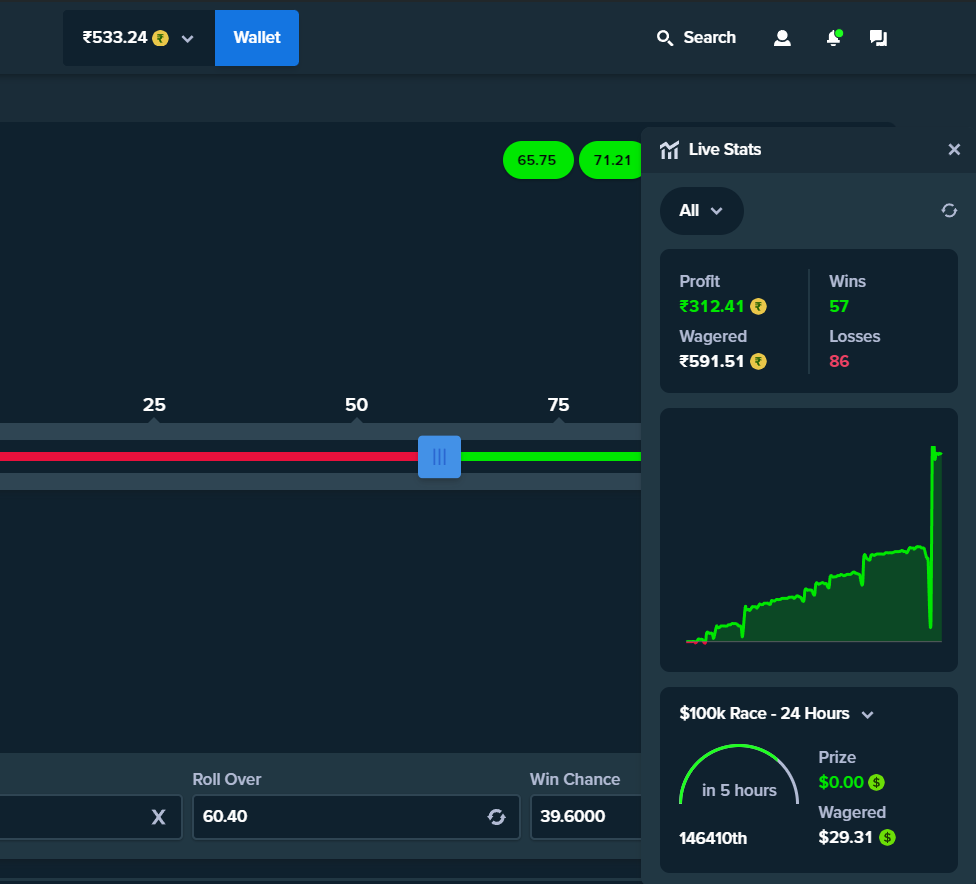 ₹533.24
Wallet
Search
65.75
71.21
Live Stats
All
Profit
₹312.41
Wagered
₹591.51
Wins
57
Losses
86
25
50
75
$100k Race - 24 Hours
in 5 hours
146410th
Prize
$0.00
Wagered
$29.31
Roll Over
60.40
Win Chance
39.6000